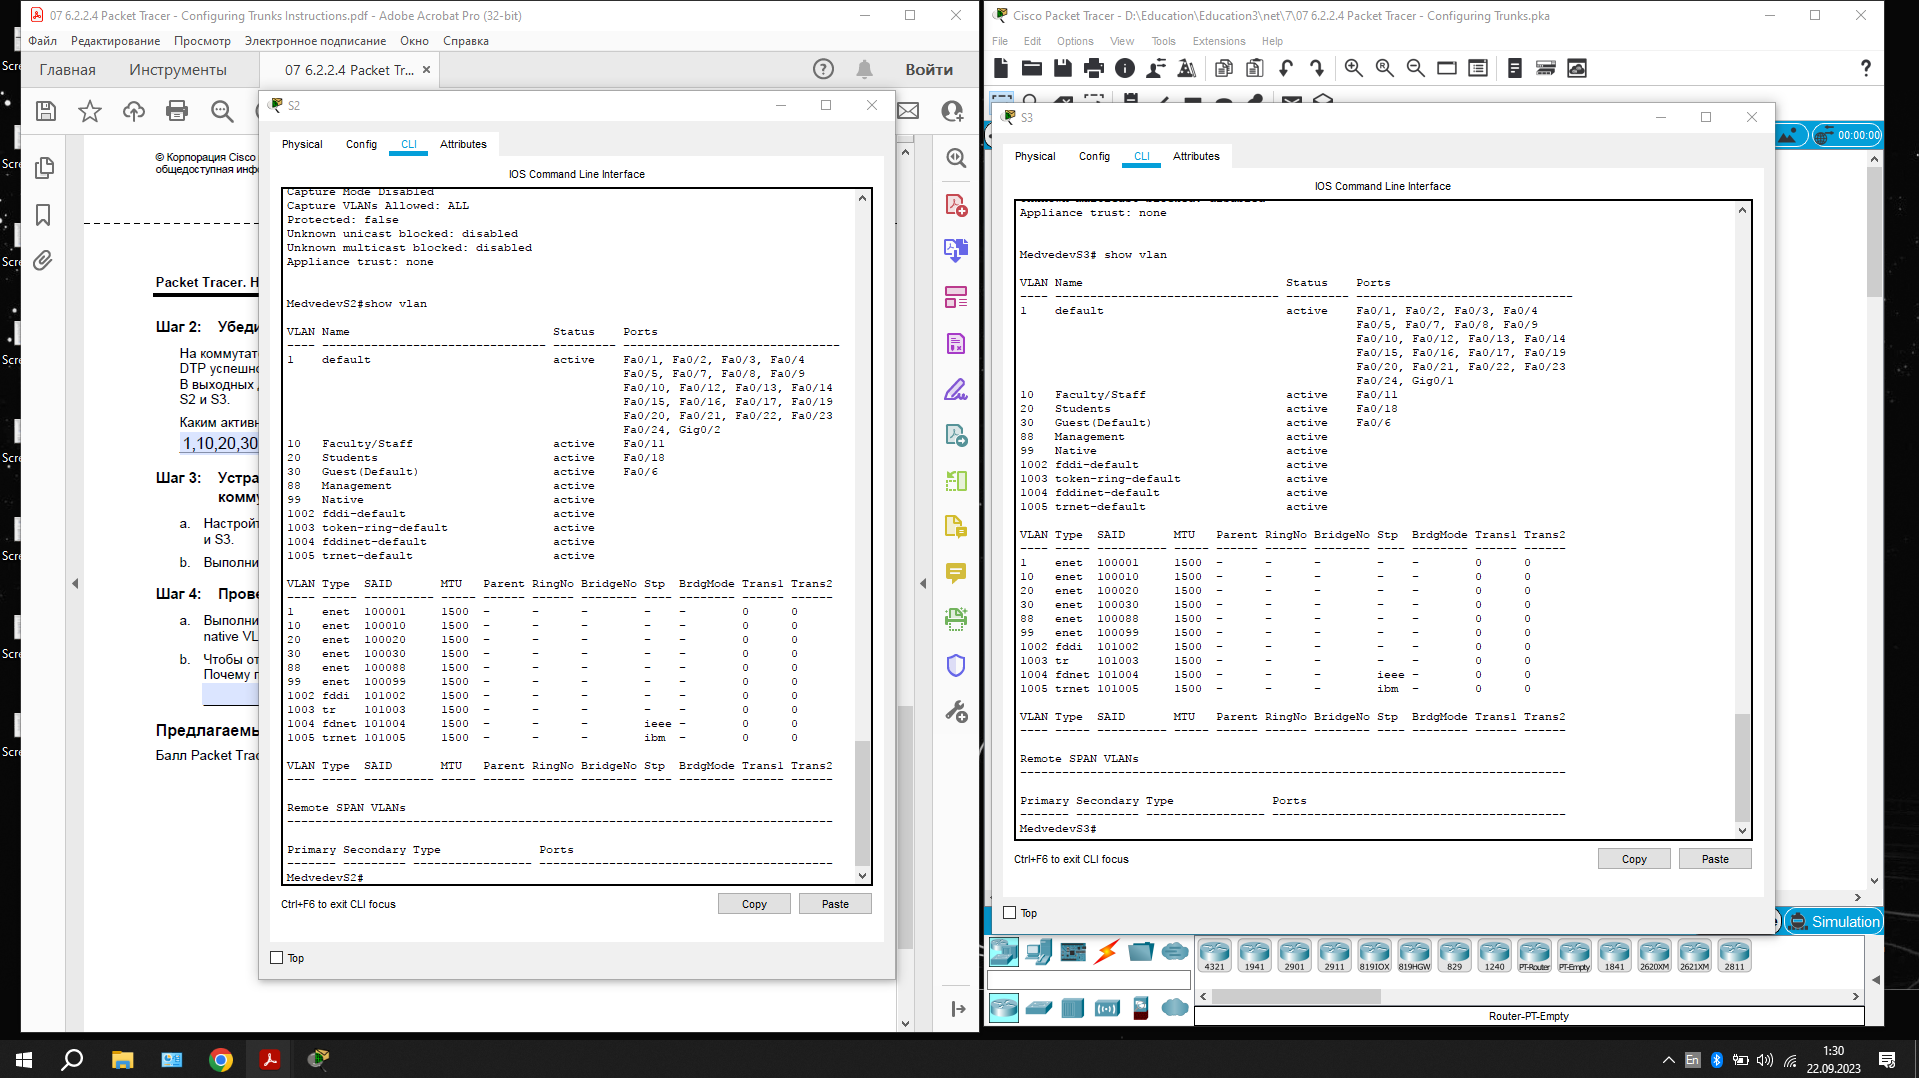 07 6.2.2.4 Packet Tracer - Configuring Trunks Instructions.pdf - Adobe Acrobat Pro (32-bit)
Файл Редактирование Просмотр Электронное подписание Окно Справка
Главная Инструменты 07 6.2.2.4 Packet Tr... × Войти
© Корпорация Cisco
общедоступная инф
Packet Tracer. Н
Шаг 2: Убеди
На коммутат
DTP успешн
В выходных
S2 и S3.
Каким активн
1,10,20,30
Шаг 3: Устра
комму
a. Настройт
и S3.
b. Выполни
Шаг 4: Прове
a. Выполни
native VL
b. Чтобы от
Почему п
Предлагаемы
Балл Packet Trac
S2
Physical Config CLI Attributes
IOS Command Line Interface
Capture Mode Disabled
Capture VLANs Allowed: ALL
Protected: false
Unknown unicast blocked: disabled
Unknown multicast blocked: disabled
Appliance trust: none
MedvedevS2#show vlan
VLAN Name Status Ports
---- -------------------------------- --------- -------------------------------
1 default active Fa0/1, Fa0/2, Fa0/3, Fa0/4
Fa0/5, Fa0/7, Fa0/8, Fa0/9
Fa0/10, Fa0/12, Fa0/13, Fa0/14
Fa0/15, Fa0/16, Fa0/17, Fa0/19
Fa0/20, Fa0/21, Fa0/22, Fa0/23
Fa0/24, Gig0/2
10 Faculty/Staff active Fa0/11
20 Students active Fa0/18
30 Guest(Default) active Fa0/6
88 Management active
99 Native active
1002 fddi-default active
1003 token-ring-default active
1004 fddinet-default active
1005 trnet-default active
VLAN Type SAID MTU Parent RingNo BridgeNo Stp BrdgMode Trans1 Trans2
---- ----- ---------- ----- ------ ------ -------- ---- -------- ------ ------
1 enet 100001 1500 - - - - - 0 0
10 enet 100010 1500 - - - - - 0 0
20 enet 100020 1500 - - - - - 0 0
30 enet 100030 1500 - - - - - 0 0
88 enet 100088 1500 - - - - - 0 0
99 enet 100099 1500 - - - - - 0 0
1002 fddi 101002 1500 - - - - - 0 0
1003 tr 101003 1500 - - - - - 0 0
1004 fdnet 101004 1500 - - - ieee - 0 0
1005 trnet 101005 1500 - - - ibm - 0 0
VLAN Type SAID MTU Parent RingNo BridgeNo Stp BrdgMode Trans1 Trans2
---- ----- ---------- ----- ------ ------ -------- ---- -------- ------ ------
Remote SPAN VLANs
------------------------------------------------------------------------------
Primary Secondary Type Ports
------- --------- ----------------- ------------------------------------------
MedvedevS2#
Ctrl+F6 to exit CLI focus Copy Paste
Top
Cisco Packet Tracer - D:\Education\Education3\net\7\07 6.2.2.4 Packet Tracer - Configuring Trunks.pka
File Edit Options View Tools Extensions Help
00:00:00
S3
Physical Config CLI Attributes
IOS Command Line Interface
Appliance trust: none
MedvedevS3# show vlan
VLAN Name Status Ports
---- -------------------------------- --------- -------------------------------
1 default active Fa0/1, Fa0/2, Fa0/3, Fa0/4
Fa0/5, Fa0/7, Fa0/8, Fa0/9
Fa0/10, Fa0/12, Fa0/13, Fa0/14
Fa0/15, Fa0/16, Fa0/17, Fa0/19
Fa0/20, Fa0/21, Fa0/22, Fa0/23
Fa0/24, Gig0/1
10 Faculty/Staff active Fa0/11
20 Students active Fa0/18
30 Guest(Default) active Fa0/6
88 Management active
99 Native active
1002 fddi-default active
1003 token-ring-default active
1004 fddinet-default active
1005 trnet-default active
VLAN Type SAID MTU Parent RingNo BridgeNo Stp BrdgMode Trans1 Trans2
---- ----- ---------- ----- ------ ------ -------- ---- -------- ------ ------
1 enet 100001 1500 - - - - - 0 0
10 enet 100010 1500 - - - - - 0 0
20 enet 100020 1500 - - - - - 0 0
30 enet 100030 1500 - - - - - 0 0
88 enet 100088 1500 - - - - - 0 0
99 enet 100099 1500 - - - - - 0 0
1002 fddi 101002 1500 - - - - - 0 0
1003 tr 101003 1500 - - - - - 0 0
1004 fdnet 101004 1500 - - - ieee - 0 0
1005 trnet 101005 1500 - - - ibm - 0 0
VLAN Type SAID MTU Parent RingNo BridgeNo Stp BrdgMode Trans1 Trans2
---- ----- ---------- ----- ------ ------ -------- ---- -------- ------ ------
Remote SPAN VLANs
------------------------------------------------------------------------------
Primary Secondary Type Ports
------- --------- ----------------- ------------------------------------------
MedvedevS3#
Ctrl+F6 to exit CLI focus Copy Paste
Top
Simulation
4321 1941 2901 2911 819IOX 819HGW 829 1240 PT-Router PT-Empty 1841 2620XM 2621XM 2811
Router-PT-Empty
En 1:30
22.09.2023